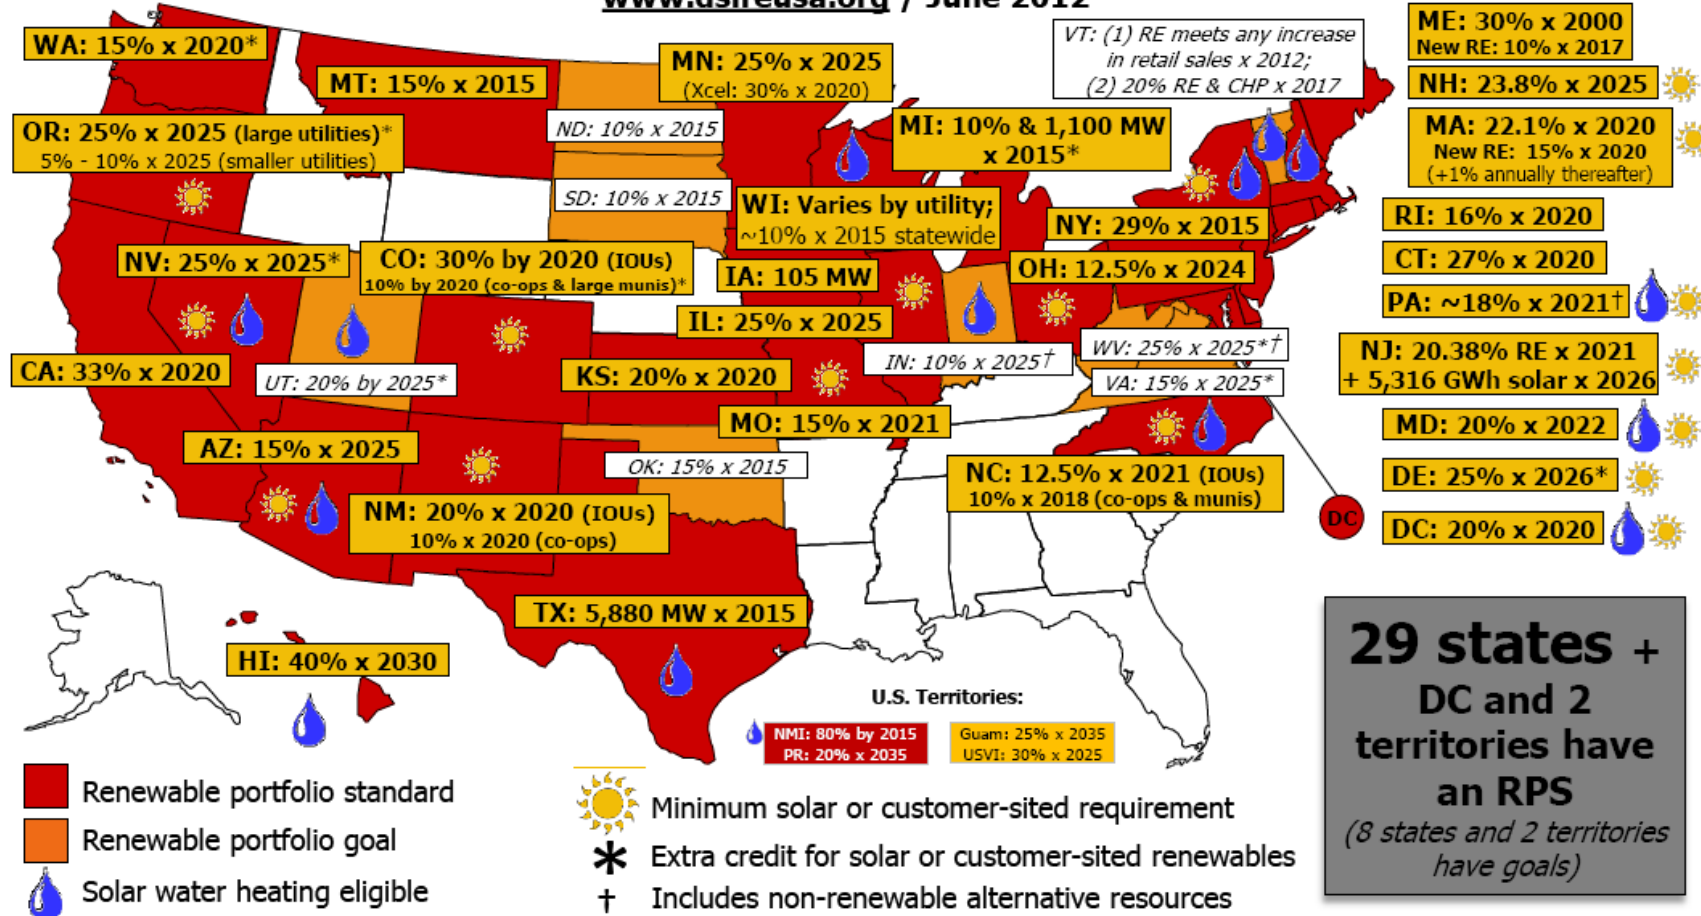 www.dsireusa.org / June 2012
WA: 15% x 2020*
MT: 15% x 2015
MN: 25% x 2025
(Xcel: 30% x 2020)
VT: (1) RE meets any increase
in retail sales x 2012;
(2) 20% RE & CHP x 2017
ME: 30% x 2000
New RE: 10% x 2017
NH: 23.8% x 2025
MA: 22.1% x 2020
New RE: 15% x 2020
(+1% annually thereafter)
OR: 25% x 2025 (large utilities)*
5% - 10% x 2025 (smaller utilities)
ND: 10% x 2015
MI: 10% & 1,100 MW
x 2015*
SD: 10% x 2015
WI: Varies by utility;
~10% x 2015 statewide
NY: 29% x 2015
RI: 16% x 2020
CT: 27% x 2020
NV: 25% x 2025*
CO: 30% by 2020 (IOUs)
10% by 2020 (co-ops & large munis)*
IA: 105 MW
OH: 12.5% x 2024
PA: ~18% x 2021†
IL: 25% x 2025
IN: 10% x 2025†
WV: 25% x 2025*†
VA: 15% x 2025*
NJ: 20.38% RE x 2021
+ 5,316 GWh solar x 2026
CA: 33% x 2020
UT: 20% by 2025*
KS: 20% x 2020
MO: 15% x 2021
MD: 20% x 2022
AZ: 15% x 2025
OK: 15% x 2015
NC: 12.5% x 2021 (IOUs)
10% x 2018 (co-ops & munis)
DE: 25% x 2026*
NM: 20% x 2020 (IOUs)
10% x 2020 (co-ops)
DC
DC: 20% x 2020
TX: 5,880 MW x 2015
HI: 40% x 2030
U.S. Territories:
NMI: 80% by 2015
PR: 20% x 2035
Guam: 25% x 2035
USVI: 30% x 2025
29 states +
DC and 2
territories have
an RPS
(8 states and 2 territories
have goals)
Renewable portfolio standard
Renewable portfolio goal
Solar water heating eligible
Minimum solar or customer-sited requirement
* Extra credit for solar or customer-sited renewables
† Includes non-renewable alternative resources